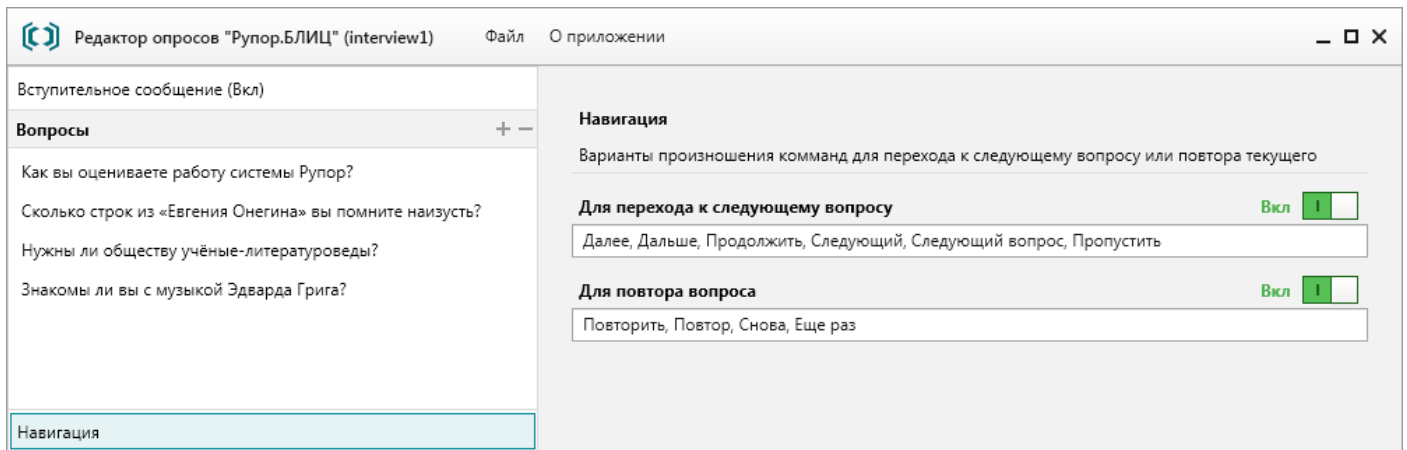 Редактор опросов "Рупор.БЛИЦ" (interview1) Файл О приложении
Вступительное сообщение (Вкл)
Вопросы
Как вы оцениваете работу системы Рупор?
Сколько строк из «Евгения Онегина» вы помните наизусть?
Нужны ли обществу учёные-литературоведы?
Знакомы ли вы с музыкой Эдварда Грига?
Навигация
Навигация
Варианты произношения комманд для перехода к следующему вопросу или повтора текущего
Для перехода к следующему вопросу Вкл
Далее, Дальше, Продолжить, Следующий, Следующий вопрос, Пропустить
Для повтора вопроса Вкл
Повторить, Повтор, Снова, Еще раз